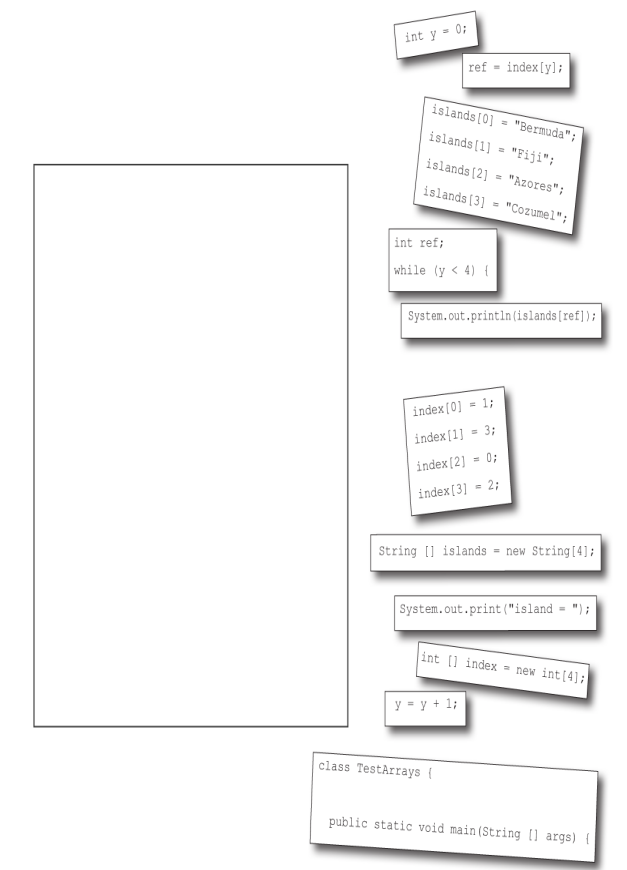 int y = 0;
ref = index[y];
islands[0] = "Bermuda";
islands[1] = "Fiji";
islands[2] = "Azores";
islands[3] = "Cozumel";
int ref;
while (y < 4) {
System.out.println(islands[ref]);
index[0] = 1;
index[1] = 3;
index[2] = 0;
index[3] = 2;
String [] islands = new String[4];
System.out.print("island = ");
int [] index = new int[4];
y = y + 1;
class TestArrays {
public static void main(String [] args) {